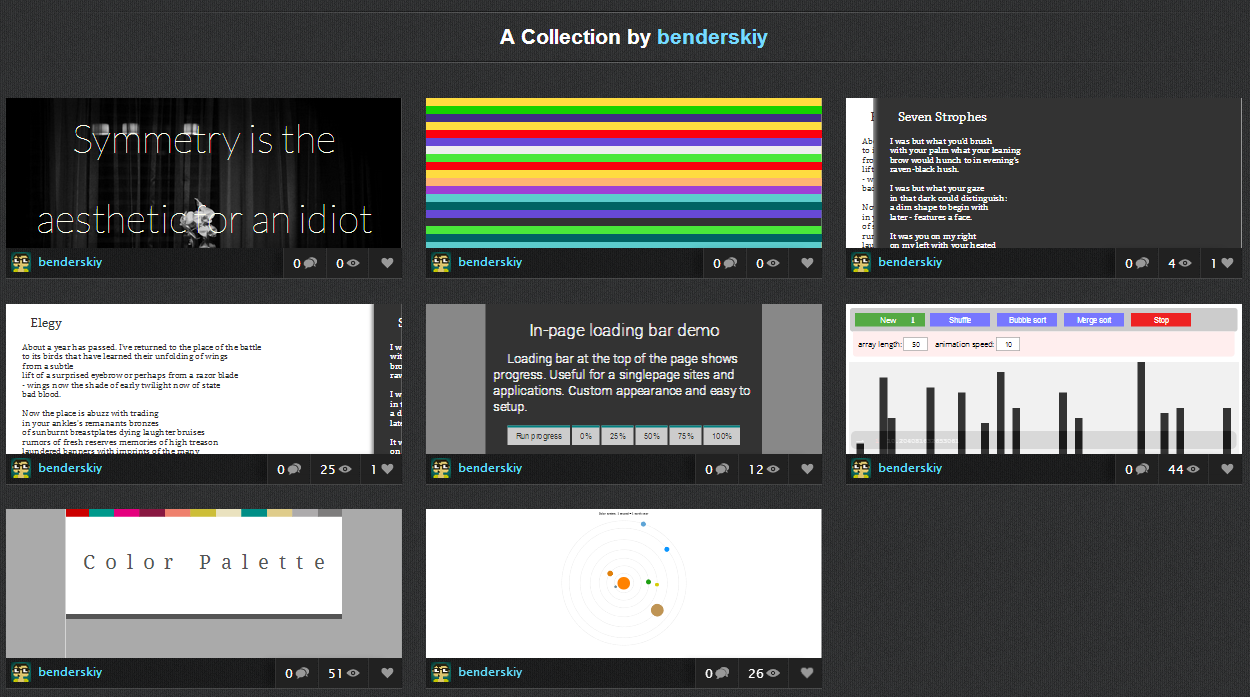 A Collection by benderskiy
Symmetry is the
aesthetic for an idiot
benderskiy
0
0
benderskiy
0
0
Seven Strophes
I was but what you'd brush
with your palm what your leaning
brow would hunch to in evening's
raven-black hush.
I was but what your gaze
in that dark could distinguish:
a dim shape to begin with
later - features a face.
It was you on my right
on my left with your heated
benderskiy
0
4
1
Elegy
About a year has passed. I've returned to the place of the battle
to its birds that have learned their unfolding of wings
from a subtle
lift of a surprised eyebrow or perhaps from a razor blade
- wings now the shade of early twilight now of state
bad blood.
Now the place is abuzz with trading
in your ankles's remanants bronzes
of sunburnt breastplates dying laughter bruises
rumors of fresh reserves memories of high treason
laundered banners with imprints of the many
benderskiy
0
25
1
In-page loading bar demo
Loading bar at the top of the page shows
progress. Useful for a singlepage sites and
applications. Custom appearance and easy to
setup.
Run progress 0% 25% 50% 75% 100%
benderskiy
0
12
New Shuffle Bubble sort Merge sort Stop
array length: 50 animation speed: 10
benderskiy
0
44
Color Palette
benderskiy
0
51
benderskiy
0
26